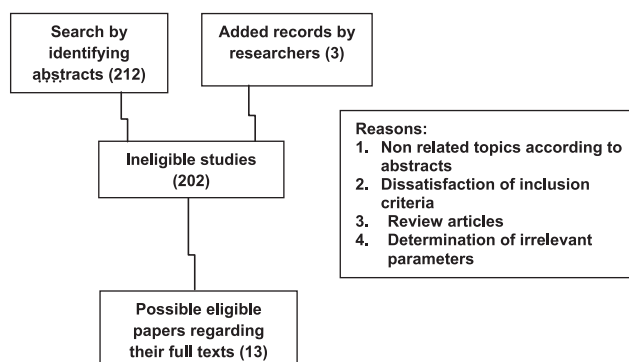 Search by
identifying
abstracts (212)
Added records by
researchers (3)
Ineligible studies
(202)
Reasons:
1. Non related topics according to
abstracts
2. Dissatisfaction of inclusion
criteria
3. Review articles
4. Determination of irrelevant
parameters
Possible eligible
papers regarding
their full texts (13)